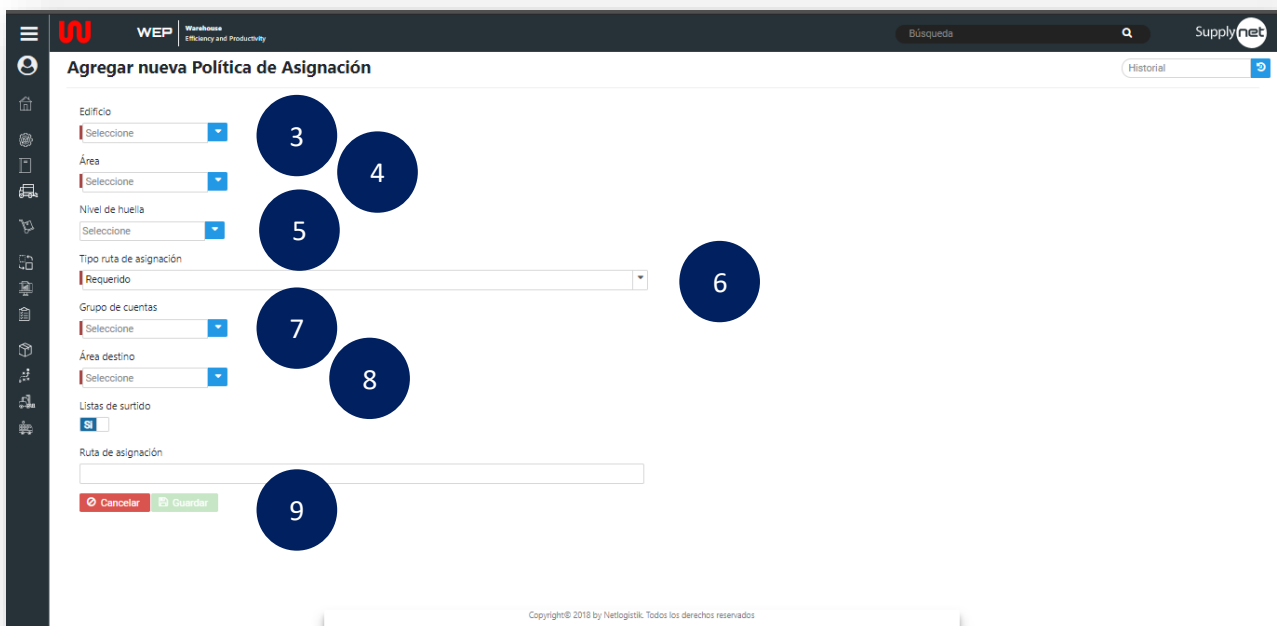 WEP Warehouse
Efficiency and Productivity
Búsqueda
Supplynet
Agregar nueva Política de Asignación
Historial
Edificio
Seleccione
3
Área
4
Seleccione
Nivel de huella
Seleccione
5
Tipo ruta de asignación
Requerido
6
Grupo de cuentas
Seleccione
7
Área destino
Seleccione
8
Listas de surtido
SI
Ruta de asignación
Cancelar Guardar
9
Copyright© 2018 by Netlogistik. Todos los derechos reservados